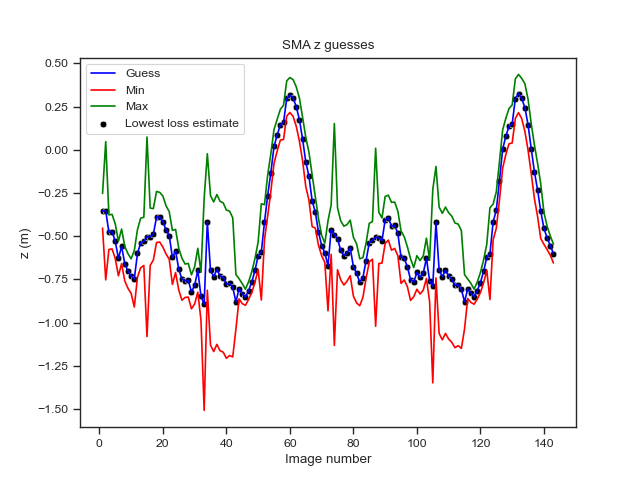 SMA z guesses
Guess
Min
Max
Lowest loss estimate
z (m)
0.50
0.25
0.00
−0.25
−0.50
−0.75
−1.00
−1.25
−1.50
0 20 40 60 80 100 120 140
Image number